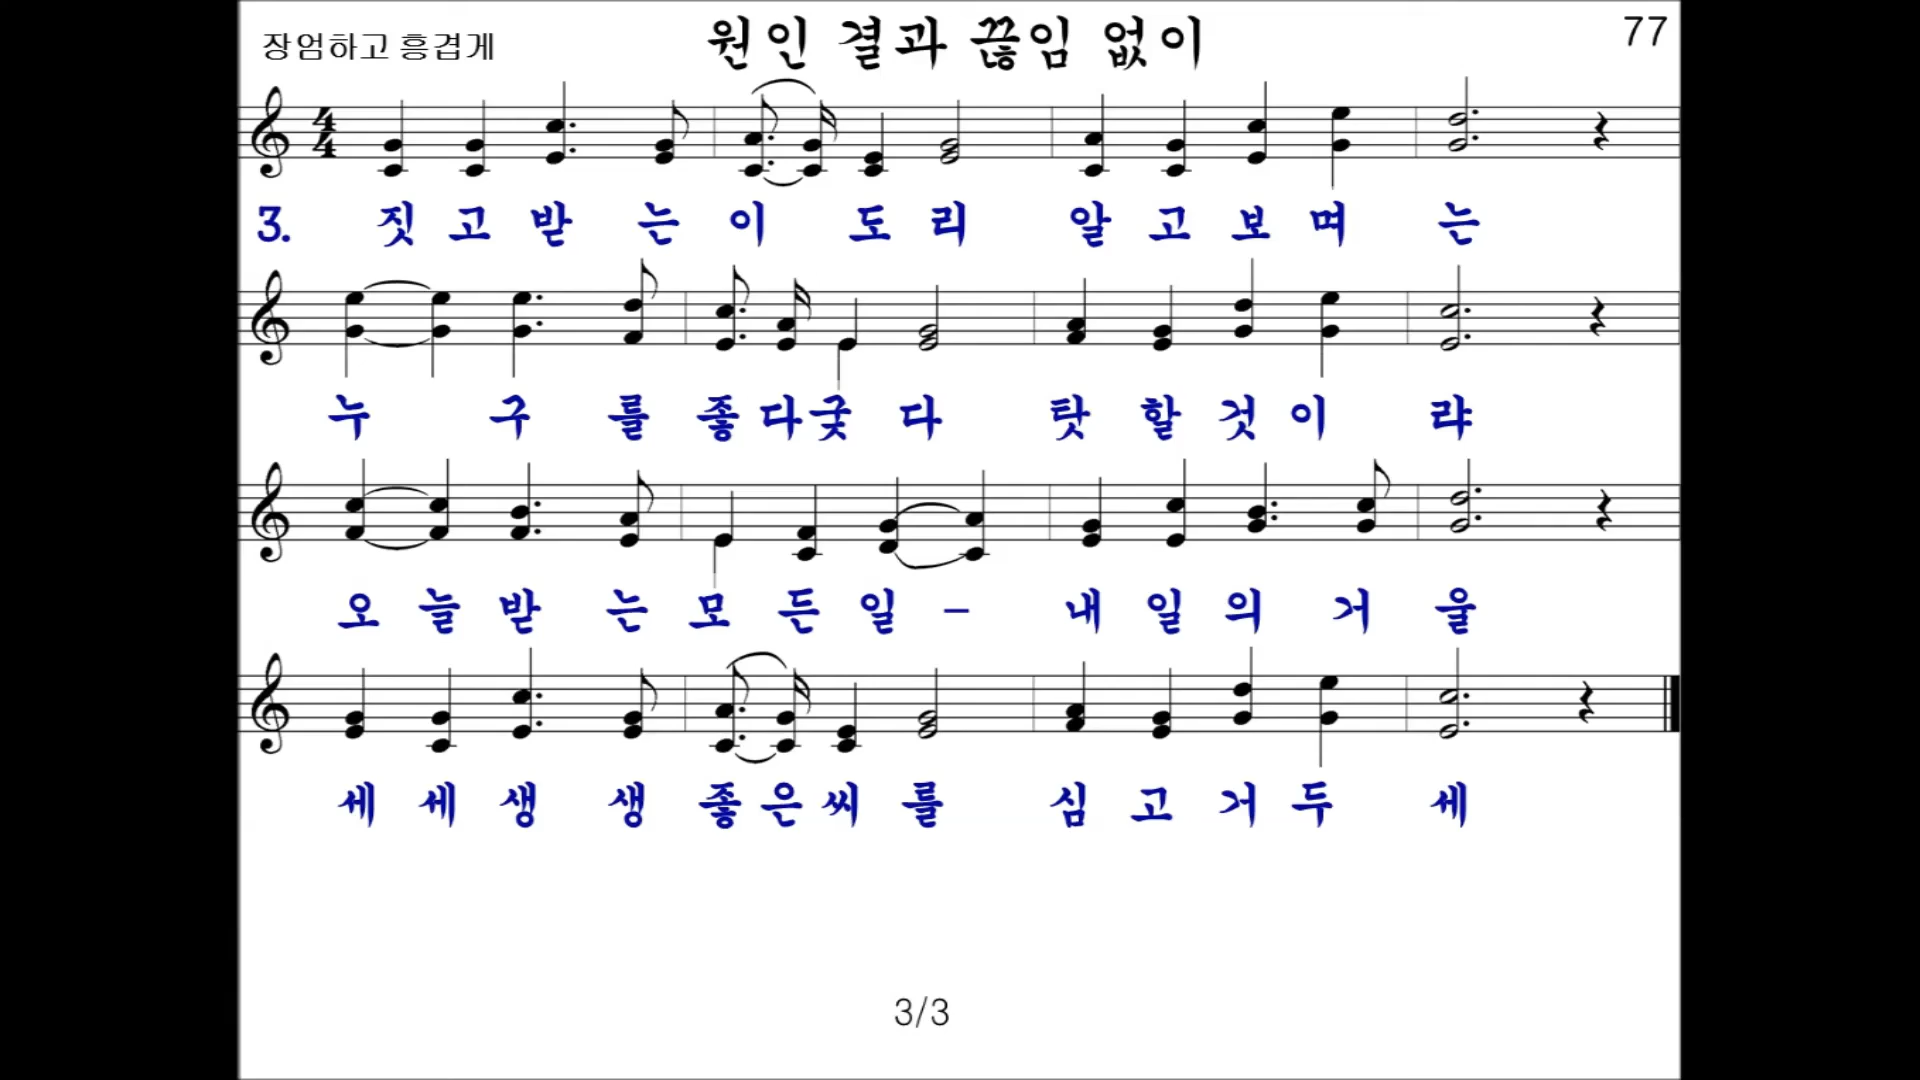 장엄하고 흥겹게
원인 결과 끊임 없이
77
3. 짓 고 받 는 이 도 리 알 고 보 며 는
누 구 를 좋 다 궂 다 탓 할 것 이 랴
오 늘 받 는 모 든 일 - 내 일 의 거 울
세 세 생 생 좋 은 씨 를 심 고 거 두 세
3/3